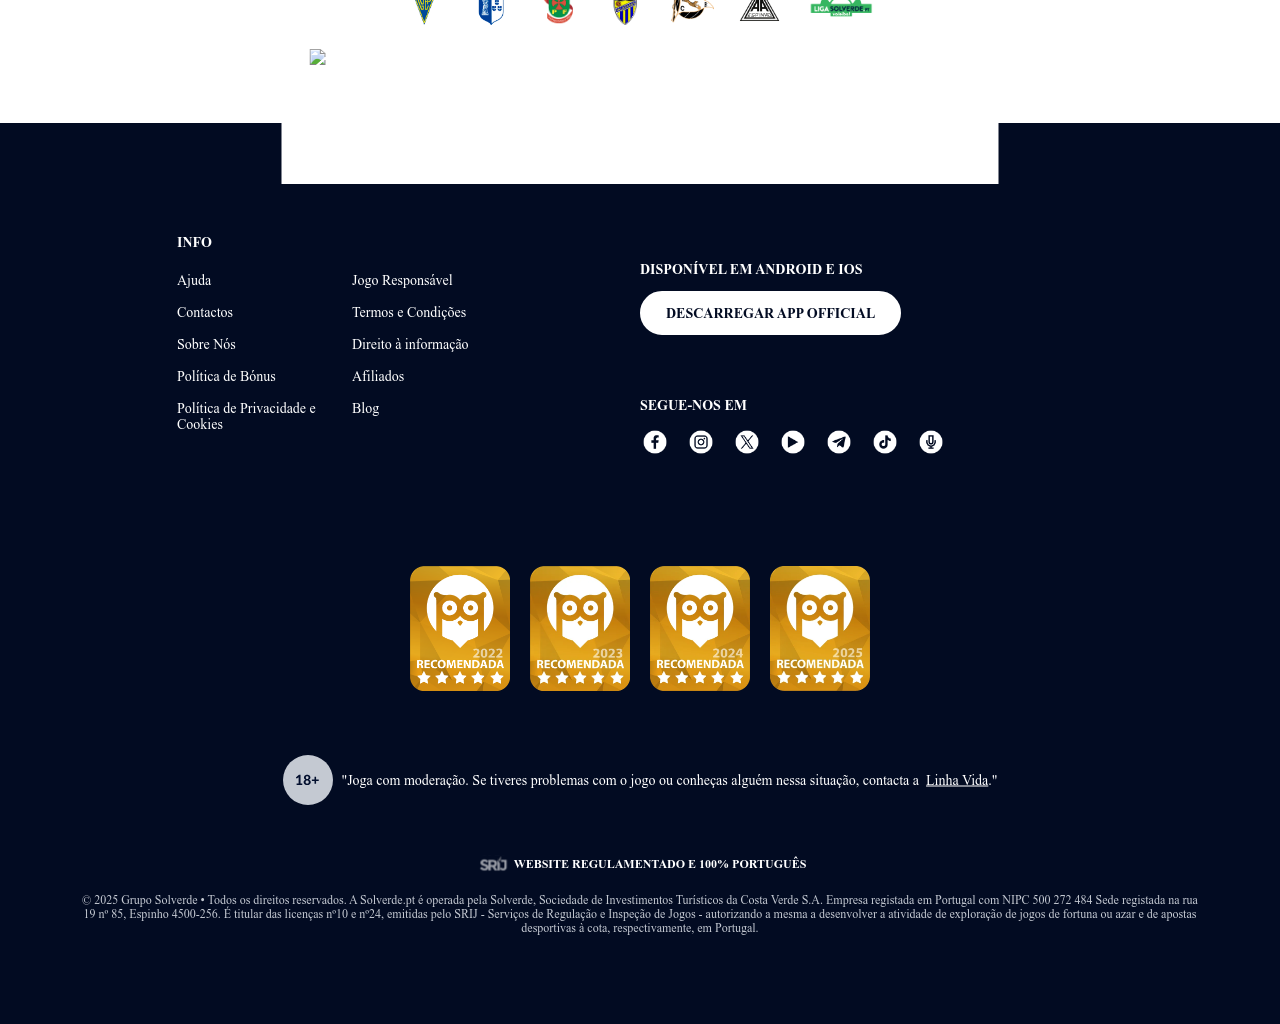 LIGA SOLVERDE
INFO
Ajuda
Contactos
Sobre Nós
Política de Bónus
Política de Privacidade e
Cookies
Jogo Responsável
Termos e Condições
Direito à informação
Afiliados
Blog
DISPONÍVEL EM ANDROID E IOS
DESCARREGAR APP OFFICIAL
SEGUE-NOS EM
2022
RECOMENDADA
2023
RECOMENDADA
2024
RECOMENDADA
2025
RECOMENDADA
18+
"Joga com moderação. Se tiveres problemas com o jogo ou conheças alguém nessa situação, contacta a Linha Vida."
SRIJ WEBSITE REGULAMENTADO E 100% PORTUGUÊS
© 2025 Grupo Solverde • Todos os direitos reservados. A Solverde.pt é operada pela Solverde, Sociedade de Investimentos Turísticos da Costa Verde S.A. Empresa registada em Portugal com NIPC 500 272 484 Sede registada na rua
19 nº 85, Espinho 4500-256. É titular das licenças nº10 e nº24, emitidas pelo SRIJ - Serviços de Regulação e Inspeção de Jogos - autorizando a mesma a desenvolver a atividade de exploração de jogos de fortuna ou azar e de apostas
desportivas à cota, respectivamente, em Portugal.